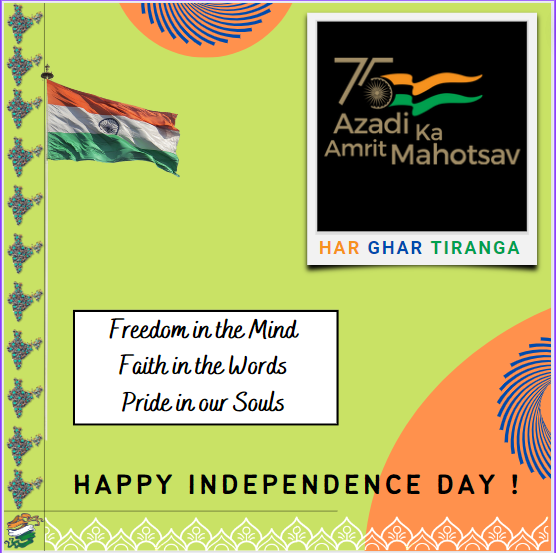 75
Azadi Ka
Amrit Mahotsav
HAR GHAR TIRANGA
Freedom in the Mind
Faith in the Words
Pride in our Souls
HAPPY INDEPENDENCE DAY !